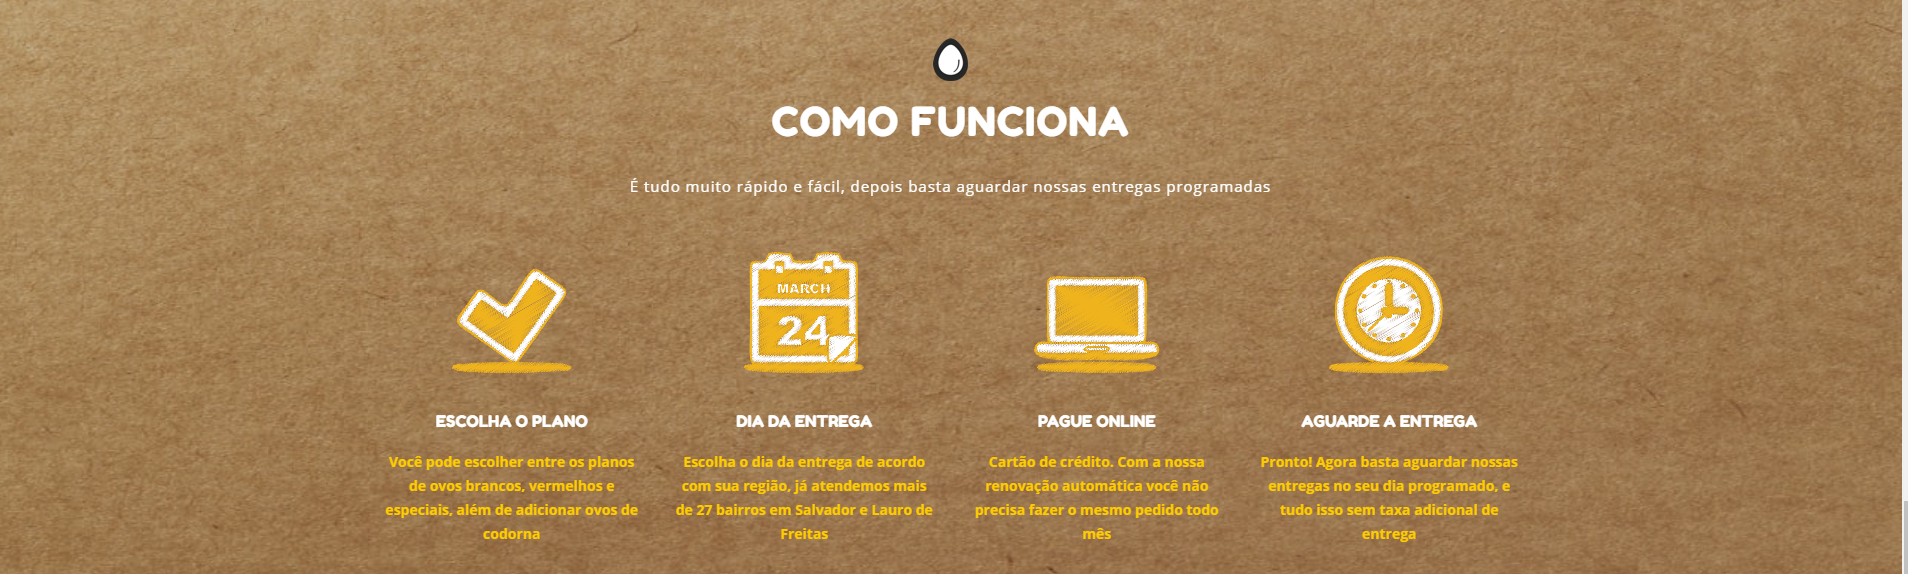 COMO FUNCIONA
É tudo muito rápido e fácil, depois basta aguardar nossas entregas programadas
MARCH
24
ESCOLHA O PLANO
Você pode escolher entre os planos
de ovos brancos, vermelhos e
especiais, além de adicionar ovos de
codorna
DIA DA ENTREGA
Escolha o dia da entrega de acordo
com sua região, já atendemos mais
de 27 bairros em Salvador e Lauro de
Freitas
PAGUE ONLINE
Cartão de crédito. Com a nossa
renovação automática você não
precisa fazer o mesmo pedido todo
mês
AGUARDE A ENTREGA
Pronto! Agora basta aguardar nossas
entregas no seu dia programado, e
tudo isso sem taxa adicional de
entrega